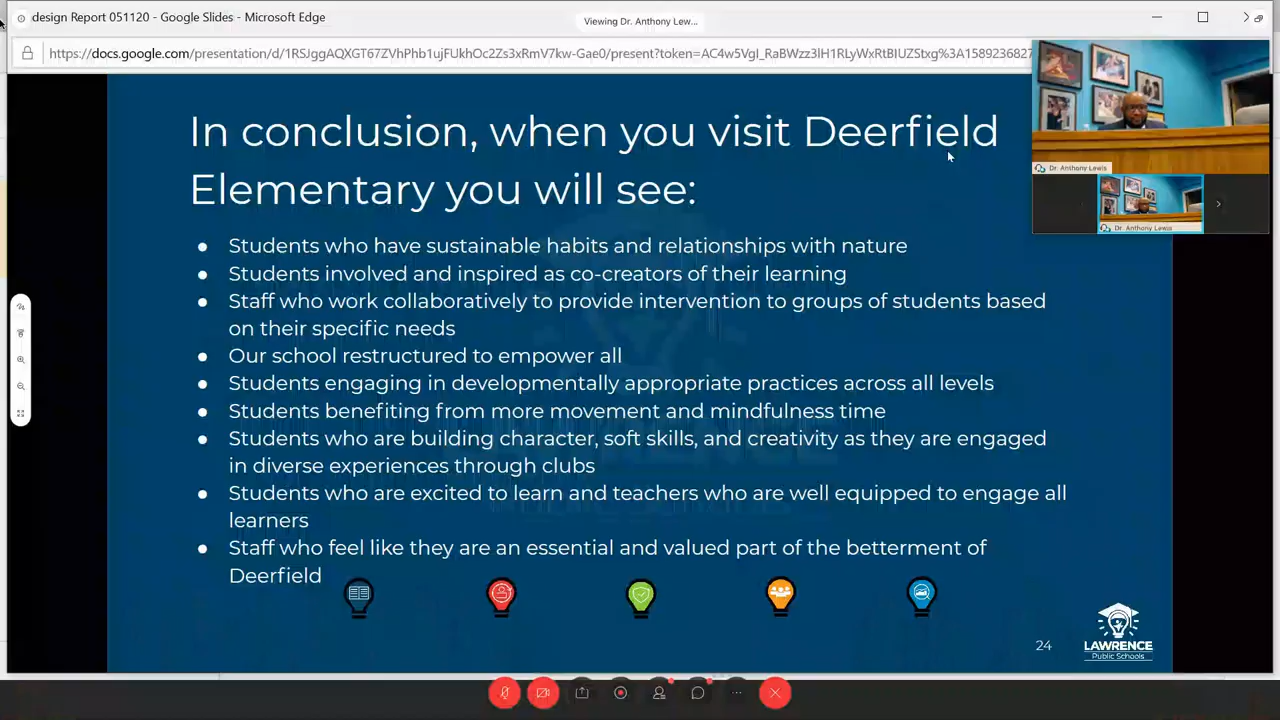 design Report 051120 - Google Slides - Microsoft Edge
Viewing Dr. Anthony Lew...
https://docs.google.com/presentation/d/1RSJggAQXGT67ZVhPhb1ujFUkhOc2Zs3xRmV7kw-Gae0/present?token=AC4w5VgI_RaBWzz3lH1RLyWxRtBIUZStxg%3A1589236827
Dr. Anthony Lewis
Dr. Anthony Lewis
In conclusion, when you visit Deerfield
Elementary you will see:
● Students who have sustainable habits and relationships with nature
● Students involved and inspired as co-creators of their learning
● Staff who work collaboratively to provide intervention to groups of students based
on their specific needs
● Our school restructured to empower all
● Students engaging in developmentally appropriate practices across all levels
● Students benefiting from more movement and mindfulness time
● Students who are building character, soft skills, and creativity as they are engaged
in diverse experiences through clubs
● Students who are excited to learn and teachers who are well equipped to engage all
learners
● Staff who feel like they are an essential and valued part of the betterment of
Deerfield
24
LAWRENCE
Public Schools